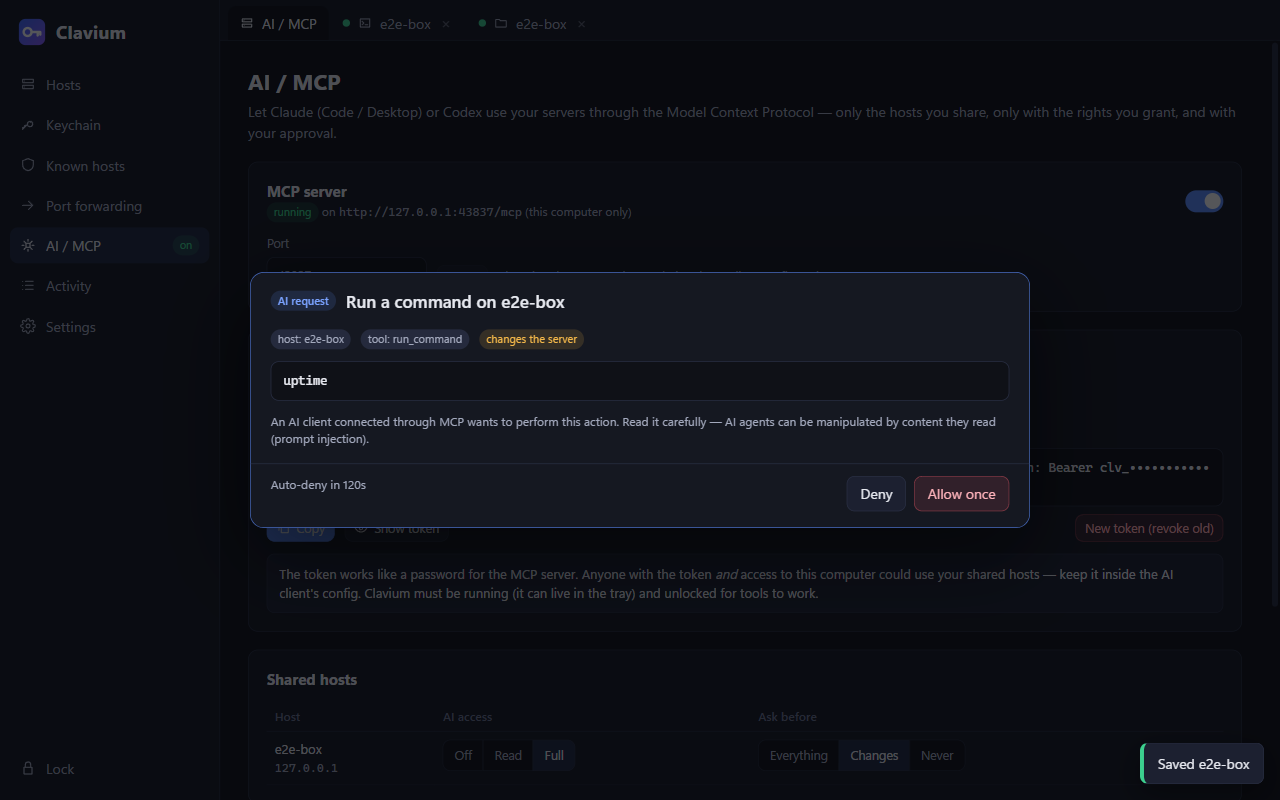 Clavium
AI / MCP
e2e-box
e2e-box
Hosts
Keychain
Known hosts
Port forwarding
AI / MCP on
Activity
Settings
Lock
AI / MCP
Let Claude (Code / Desktop) or Codex use your servers through the Model Context Protocol — only the hosts you share, only with the rights you grant, and with
your approval.
MCP server
running on http://127.0.0.1:43837/mcp (this computer only)
Port
AI request Run a command on e2e-box
host: e2e-box tool: run_command changes the server
uptime
An AI client connected through MCP wants to perform this action. Read it carefully — AI agents can be manipulated by content they read
(prompt injection).
Auto-deny in 120s
Deny
Allow once
: Bearer clv_•••••••••••
Copy
Show token
New token (revoke old)
The token works like a password for the MCP server. Anyone with the token and access to this computer could use your shared hosts — keep it inside the AI
client's config. Clavium must be running (it can live in the tray) and unlocked for tools to work.
Shared hosts
Host AI access Ask before
e2e-box
127.0.0.1
Off Read Full
Everything Changes Never
Saved e2e-box